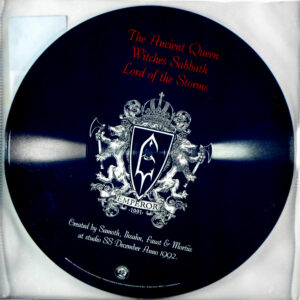 The Ancient Queen
Witches Sabbath
Lord of the Storms
EMPEROR
·1991·
Created by Samoth, Ihsahn, Faust & Mortiis
at studio S/S December Anno 1992.